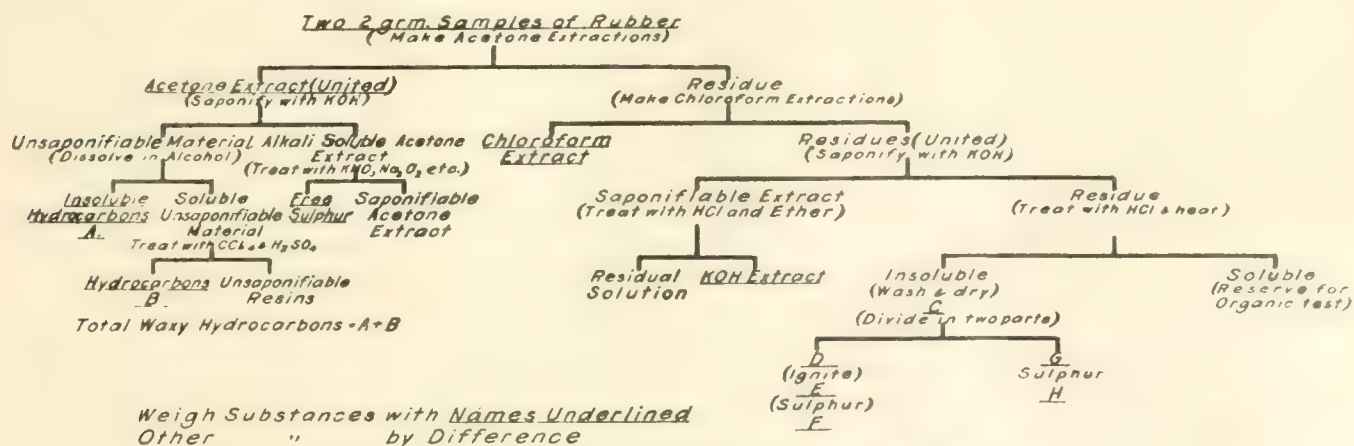 Two 2 grm. Samples of Rubber
(Make Acetone Extractions)
Acetone Extract (United)
(Saponify with KOH)
Residue
(Make Chloroform Extractions)
Unsaponifiable Material
(Dissolve in Alcohol)
Alkali Soluble Acetone
Extract
(Treat with KNO, Na2O2 etc.)
Chloroform
Extract
Residues (United)
(Saponify with KOH)
Insoluble
Hydrocarbons
A.
Soluble
Unsaponifiable
Material
Treat with CCL4 & H2SO4
Free
Sulphur
Saponifiable
Acetone
Extract
Saponifiable Extract
(Treat with HCl and Ether)
Residue
(Treat with HCl & heat)
Hydrocarbons
B
Unsaponifiable
Resins
Residual
Solution
KOH Extract
Insoluble
(Wash & dry)
C
(Divide in two parts)
Soluble
(Reserve for
Organic test)
Total Waxy Hydrocarbons = A+B
D
(Ignite)
E
(Sulphur)
F
G
Sulphur
H
Weigh Substances with Names Underlined
Other " by Difference